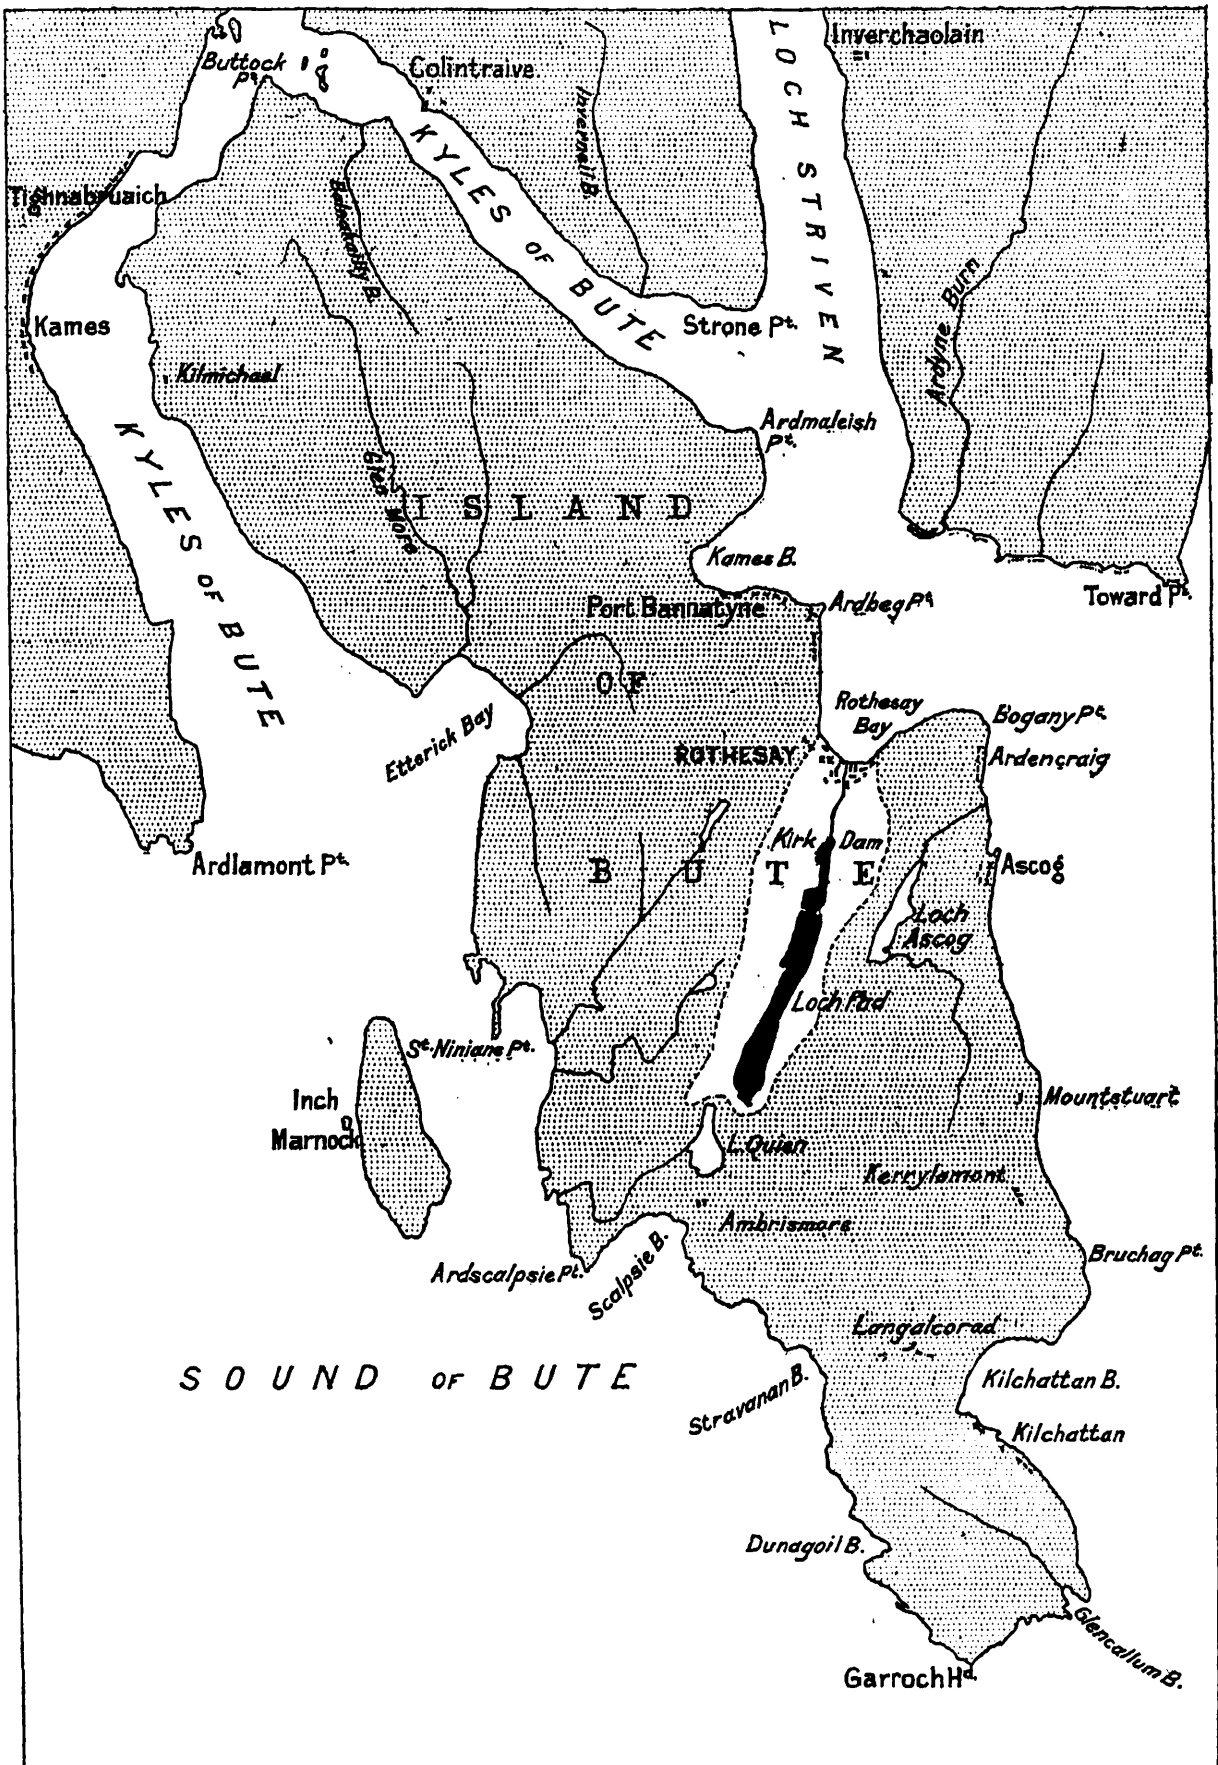 Inverchaolain
Buttock
Pt.
Colintraive.
LOCH STRIVEN
KYLES OF BUTE
Inverneil B.
Tighnabruaich
Balnakailly B.
Ardyne Burn
Kames
Strone Pt.
Kilmichael
Ardmaleish
Pt.
KYLES OF BUTE
Glen More
ISLAND
Kames B.
Port Bannatyne
Ardbeg Pt.
Toward Pt.
OF
Rothesay
Bay
Bogany Pt.
Etterick Bay
ROTHESAY
Ardencraig
Kirk Dam
Ardlamont Pt.
BUTE
Ascog
Loch
Ascog
Loch Fad
St. Ninians Pt.
Inch
Marnock
Mountstuart
L. Quien
Kerrylamont
Ambrismore
Bruchag Pt.
Ardscalpsie Pt.
Scalpsie B.
Langalcorad
SOUND OF BUTE
Stravanan B.
Kilchattan B.
Kilchattan
Dunagoil B.
Glencallum B.
Garroch Hd.